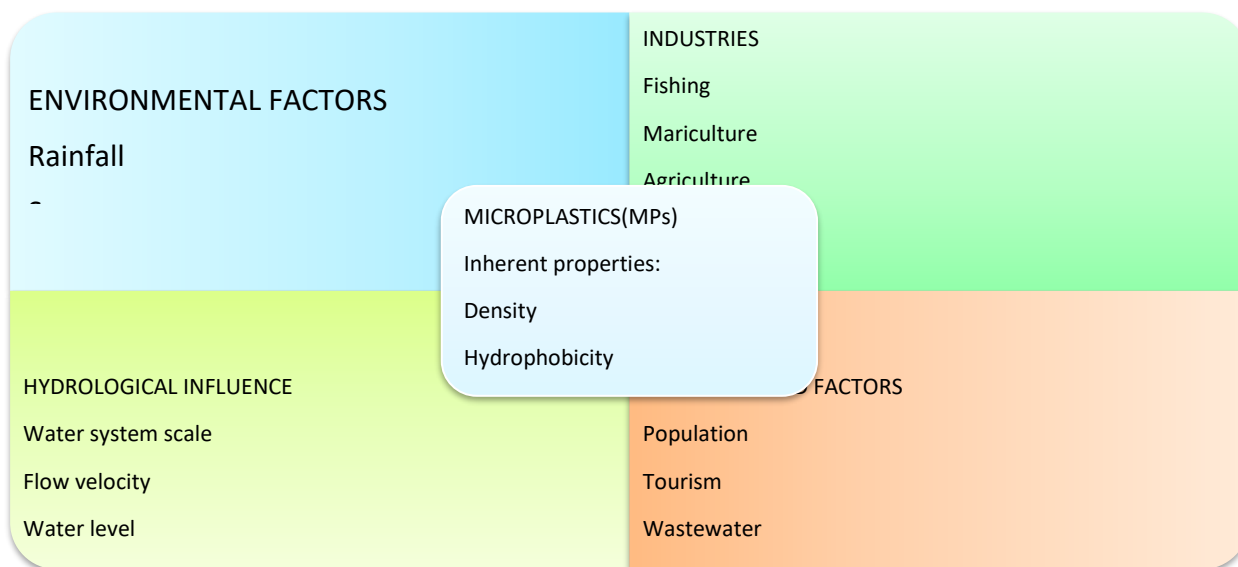 ENVIRONMENTAL FACTORS
Rainfall
INDUSTRIES
Fishing
Mariculture
Agriculture
MICROPLASTICS(MPs)
Inherent properties:
Density
Hydrophobicity
HYDROLOGICAL INFLUENCE
Water system scale
Flow velocity
Water level
FACTORS
Population
Tourism
Wastewater